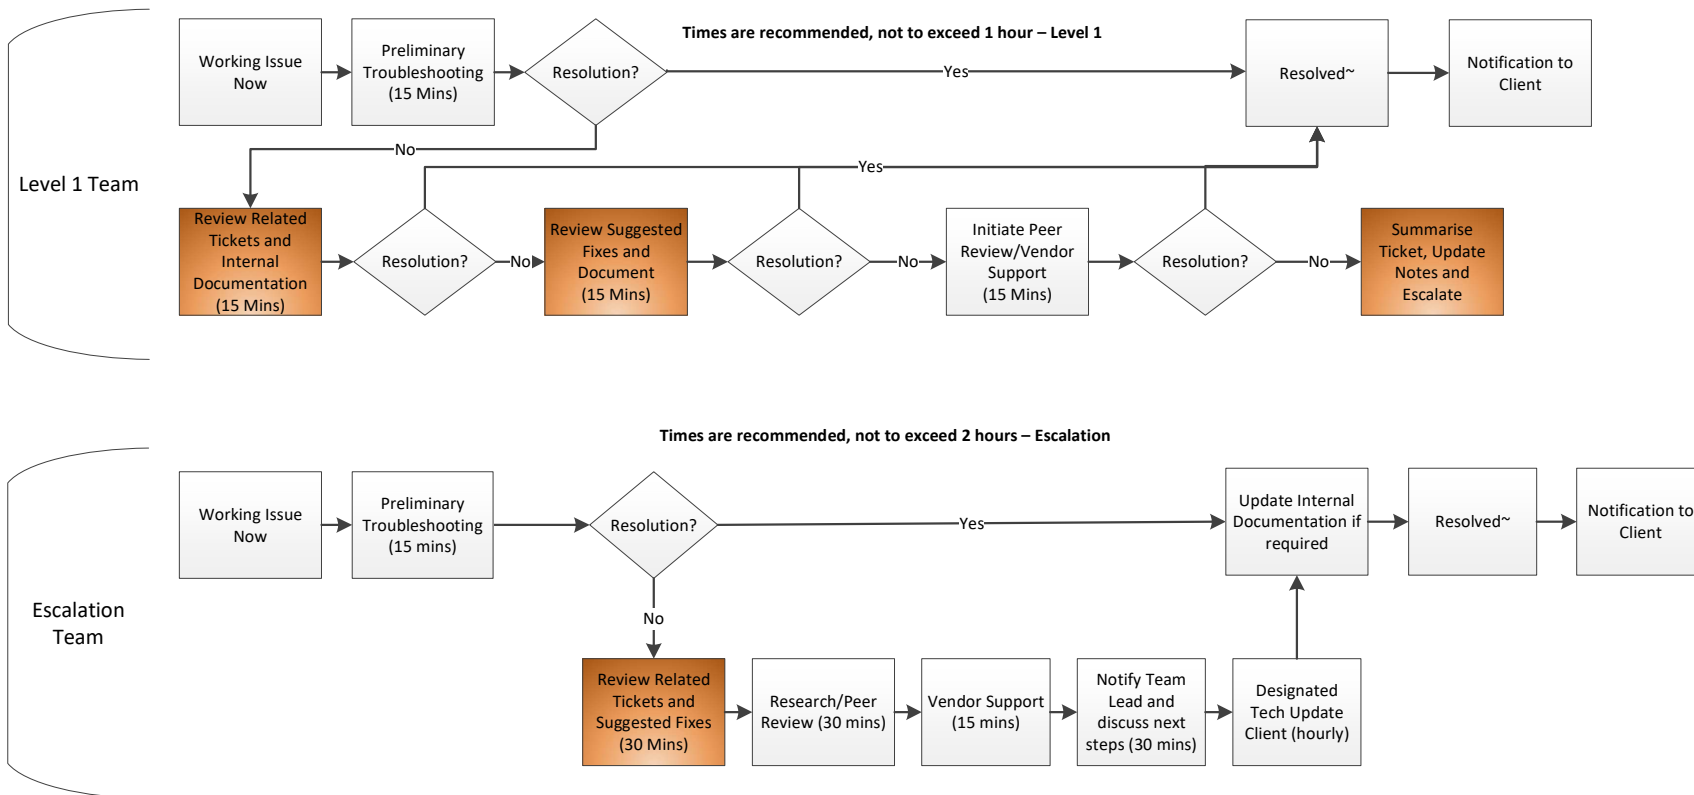 Times are recommended, not to exceed 1 hour – Level 1
Working Issue
Now
Preliminary
Troubleshooting
(15 Mins)
Resolution?
Yes
Resolved~
Notification to
Client
No
Yes
Level 1 Team
Review Related
Tickets and
Internal
Documentation
(15 Mins)
Resolution?
No
Review Suggested
Fixes and
Document
(15 Mins)
Resolution?
No
Initiate Peer
Review/Vendor
Support
(15 Mins)
Resolution?
No
Summarise
Ticket, Update
Notes and
Escalate
Times are recommended, not to exceed 2 hours – Escalation
Working Issue
Now
Preliminary
Troubleshooting
(15 mins)
Resolution?
Yes
Update Internal
Documentation if
required
Resolved~
Notification to
Client
No
Escalation
Team
Review Related
Tickets and
Suggested Fixes
(30 Mins)
Research/Peer
Review (30 mins)
Vendor Support
(15 mins)
Notify Team
Lead and
discuss next
steps (30 mins)
Designated
Tech Update
Client (hourly)